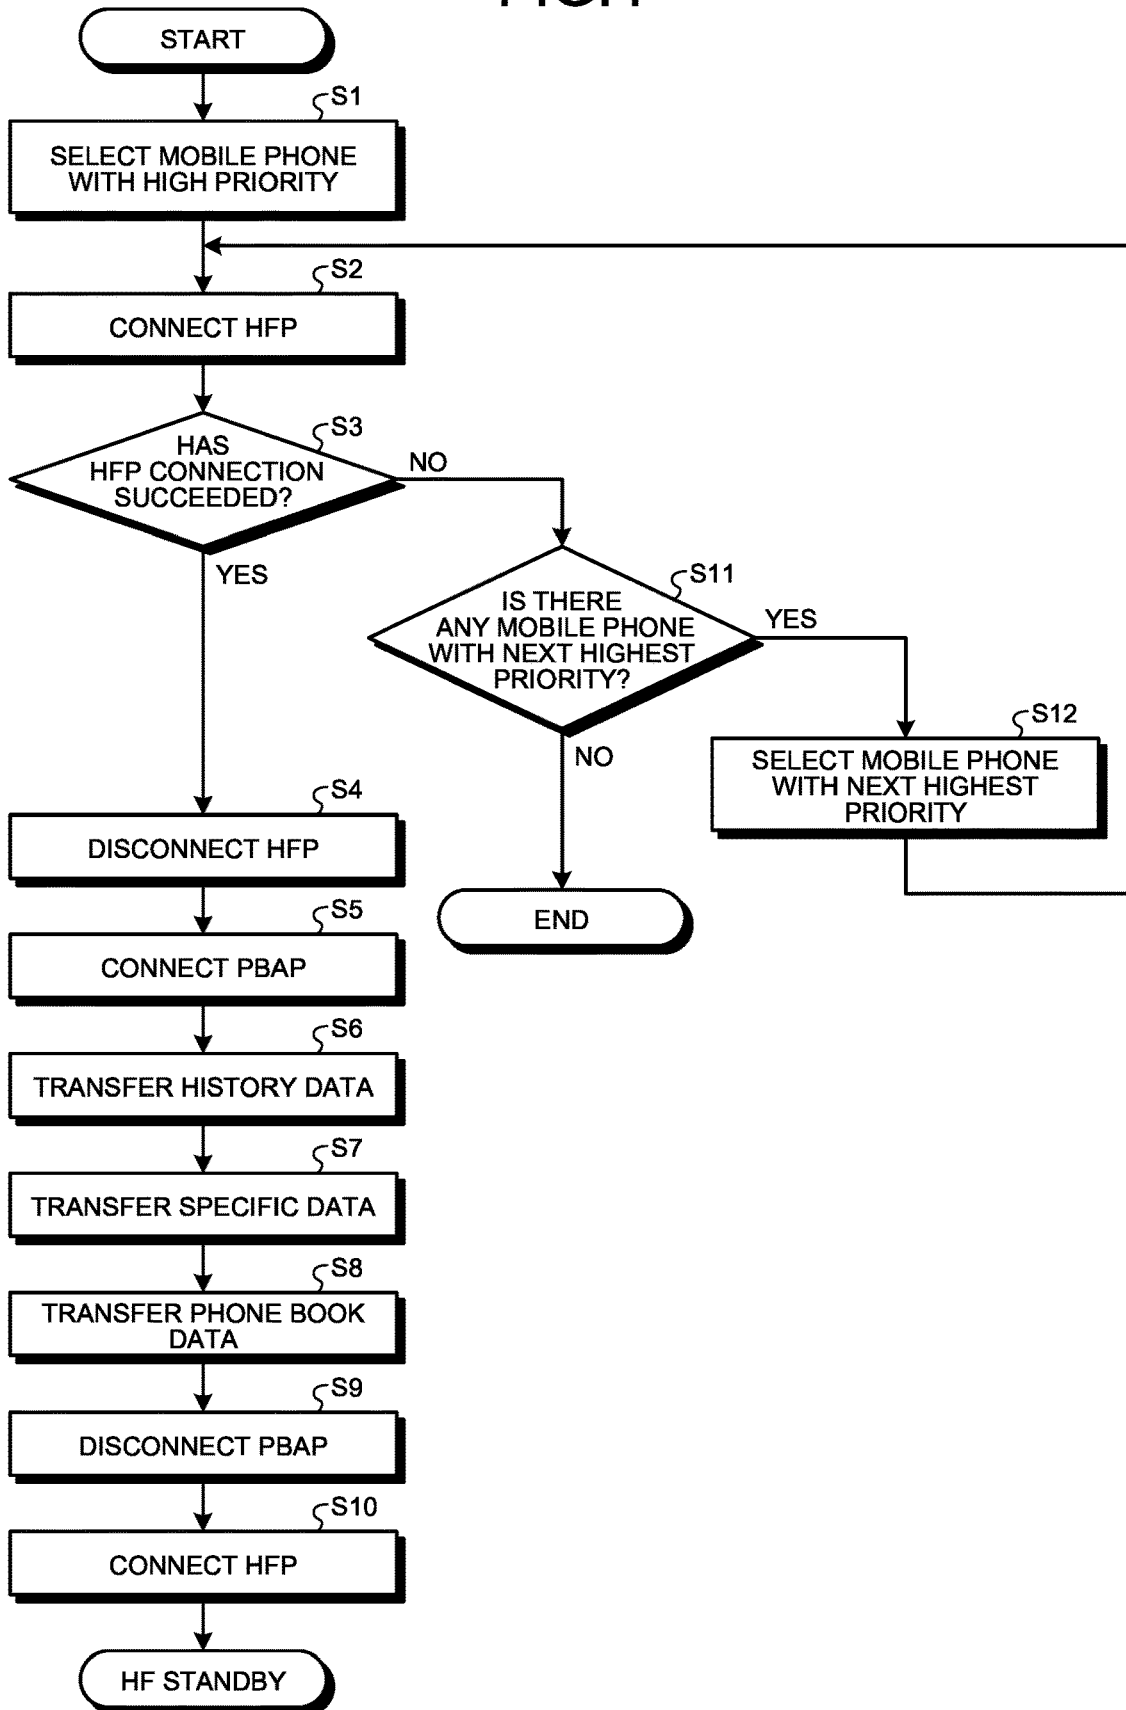 START
S1
SELECT MOBILE PHONE
WITH HIGH PRIORITY
S2
CONNECT HFP
S3
HAS
HFP CONNECTION
SUCCEEDED?
NO
YES
S11
IS THERE
ANY MOBILE PHONE
WITH NEXT HIGHEST
PRIORITY?
YES
NO
S12
SELECT MOBILE PHONE
WITH NEXT HIGHEST
PRIORITY
END
S4
DISCONNECT HFP
S5
CONNECT PBAP
S6
TRANSFER HISTORY DATA
S7
TRANSFER SPECIFIC DATA
S8
TRANSFER PHONE BOOK
DATA
S9
DISCONNECT PBAP
S10
CONNECT HFP
HF STANDBY